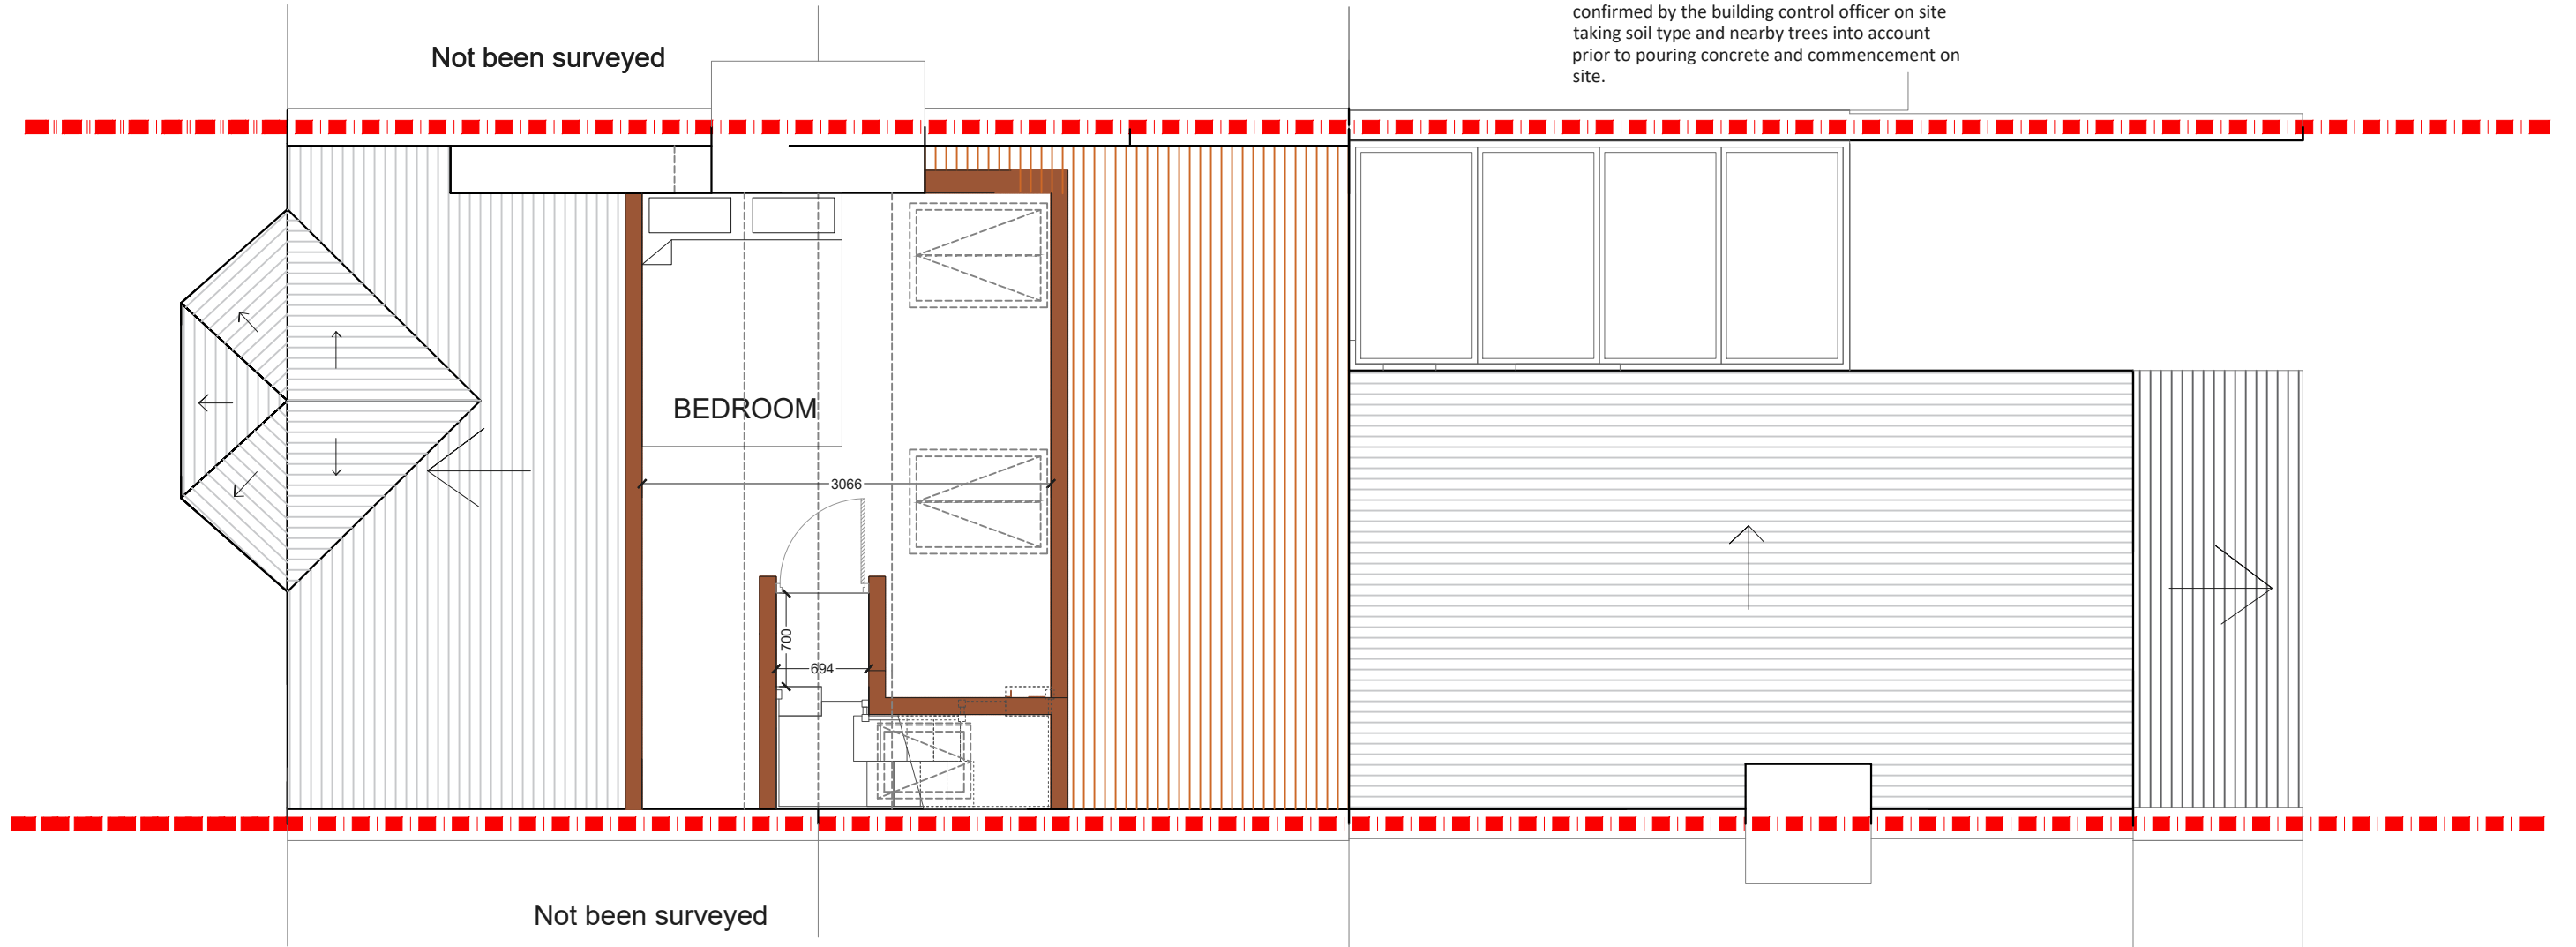 confirmed by the building control officer on site
taking soil type and nearby trees into account
prior to pouring concrete and commencement on
site.
Not been surveyed
BEDROOM
3066
700
694
Not been surveyed